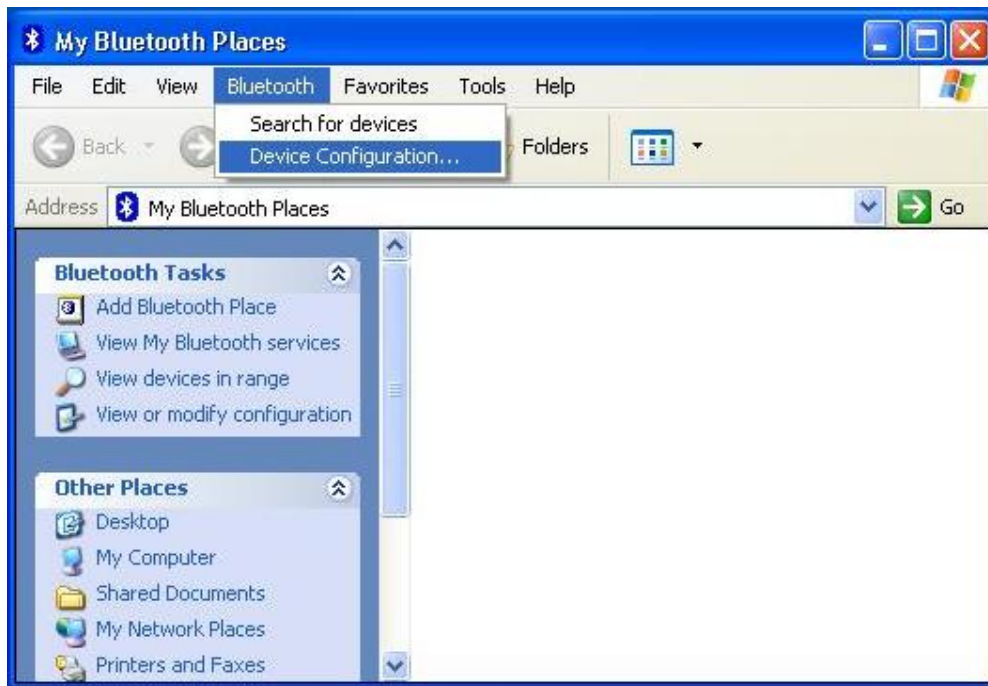 My Bluetooth Places
File Edit View Bluetooth Favorites Tools Help
Search for devices
Device Configuration...
Back Folders
Address My Bluetooth Places Go
Bluetooth Tasks
Add Bluetooth Place
View My Bluetooth services
View devices in range
View or modify configuration
Other Places
Desktop
My Computer
Shared Documents
My Network Places
Printers and Faxes